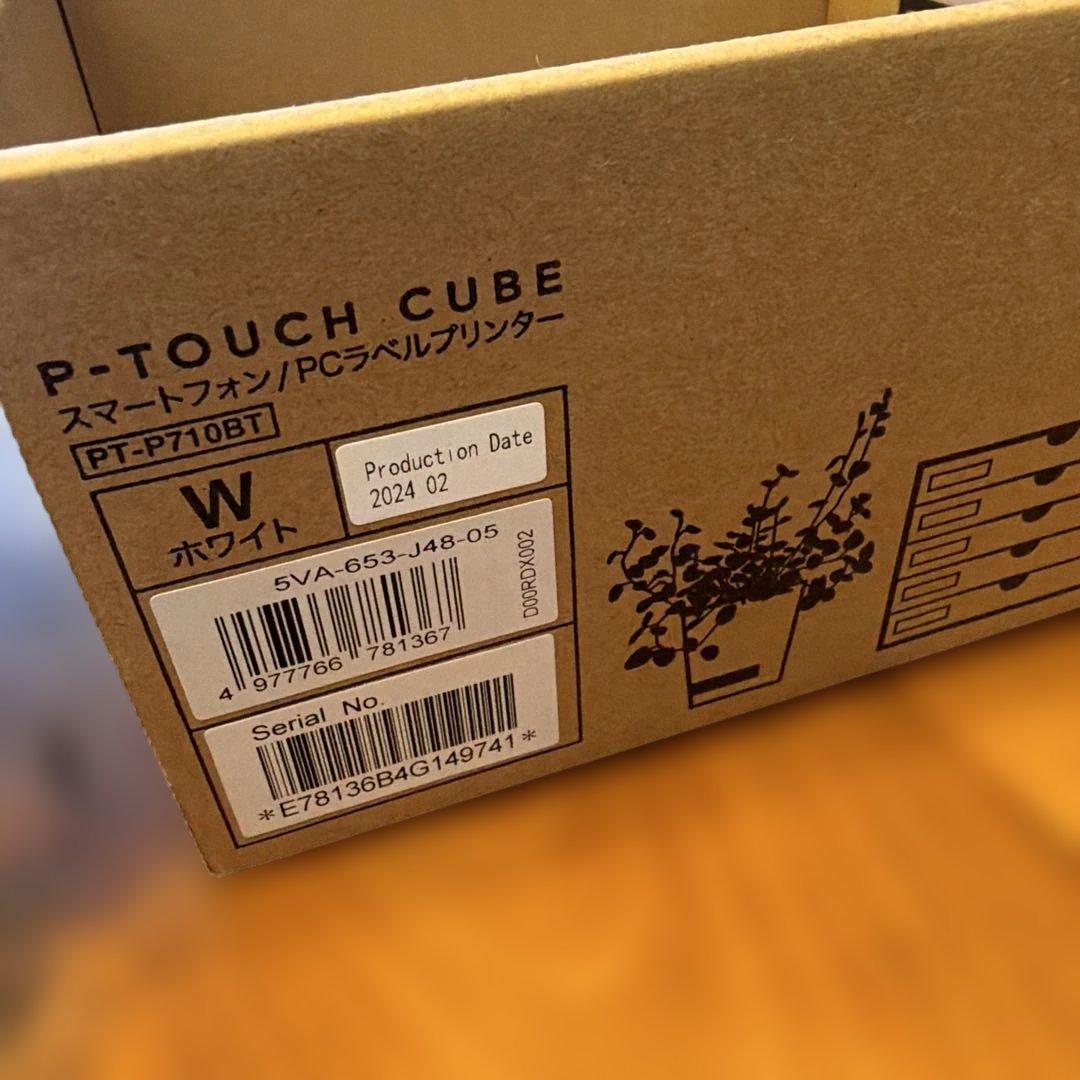 P-TOUCH CUBE
スマートフォン/PCラベルプリンター
PT-P710BT
W
ホワイト
Production Date
2024 02
5VA-653-J48-05
D00RDX002
4 977766 781367
Serial No.
*E78136B4G149741*